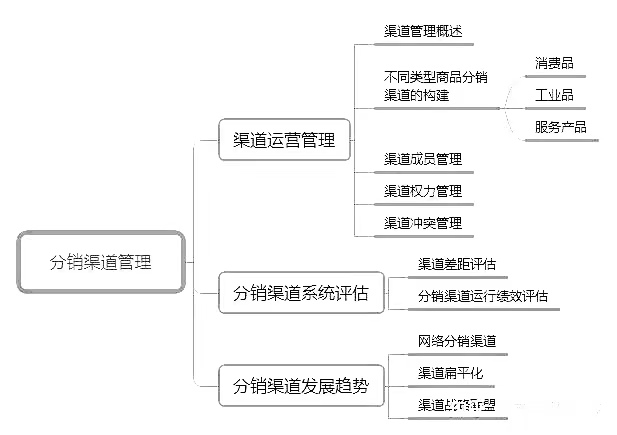 分销渠道管理
渠道运营管理
渠道管理概述
不同类型商品分销
渠道的构建
消费品
工业品
服务产品
渠道成员管理
渠道权力管理
渠道冲突管理
分销渠道系统评估
渠道差距评估
分销渠道运行绩效评估
分销渠道发展趋势
网络分销渠道
渠道扁平化
渠道战略联盟